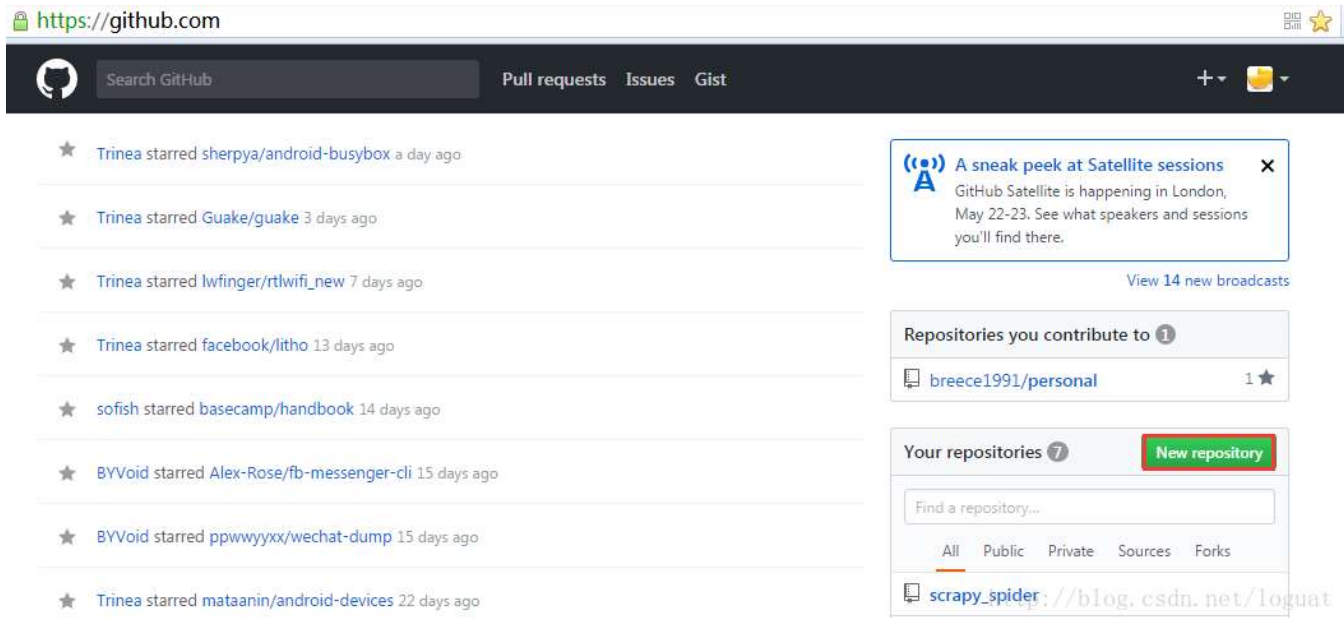 https://github.com
Search GitHub
Pull requests Issues Gist
Trinea starred sherpya/android-busybox a day ago
Trinea starred Guake/guake 3 days ago
Trinea starred lwfinger/rtlwifi_new 7 days ago
Trinea starred facebook/litho 13 days ago
sofish starred basecamp/handbook 14 days ago
BYVoid starred Alex-Rose/fb-messenger-cli 15 days ago
BYVoid starred ppwwyyxx/wechat-dump 15 days ago
Trinea starred mataanin/android-devices 22 days ago
A sneak peek at Satellite sessions
GitHub Satellite is happening in London,
May 22-23. See what speakers and sessions
you'll find there.
View 14 new broadcasts
Repositories you contribute to 1
breece1991/personal 1
Your repositories 7 New repository
Find a repository...
All Public Private Sources Forks
scrapy_spider
http://blog.csdn.net/loguat